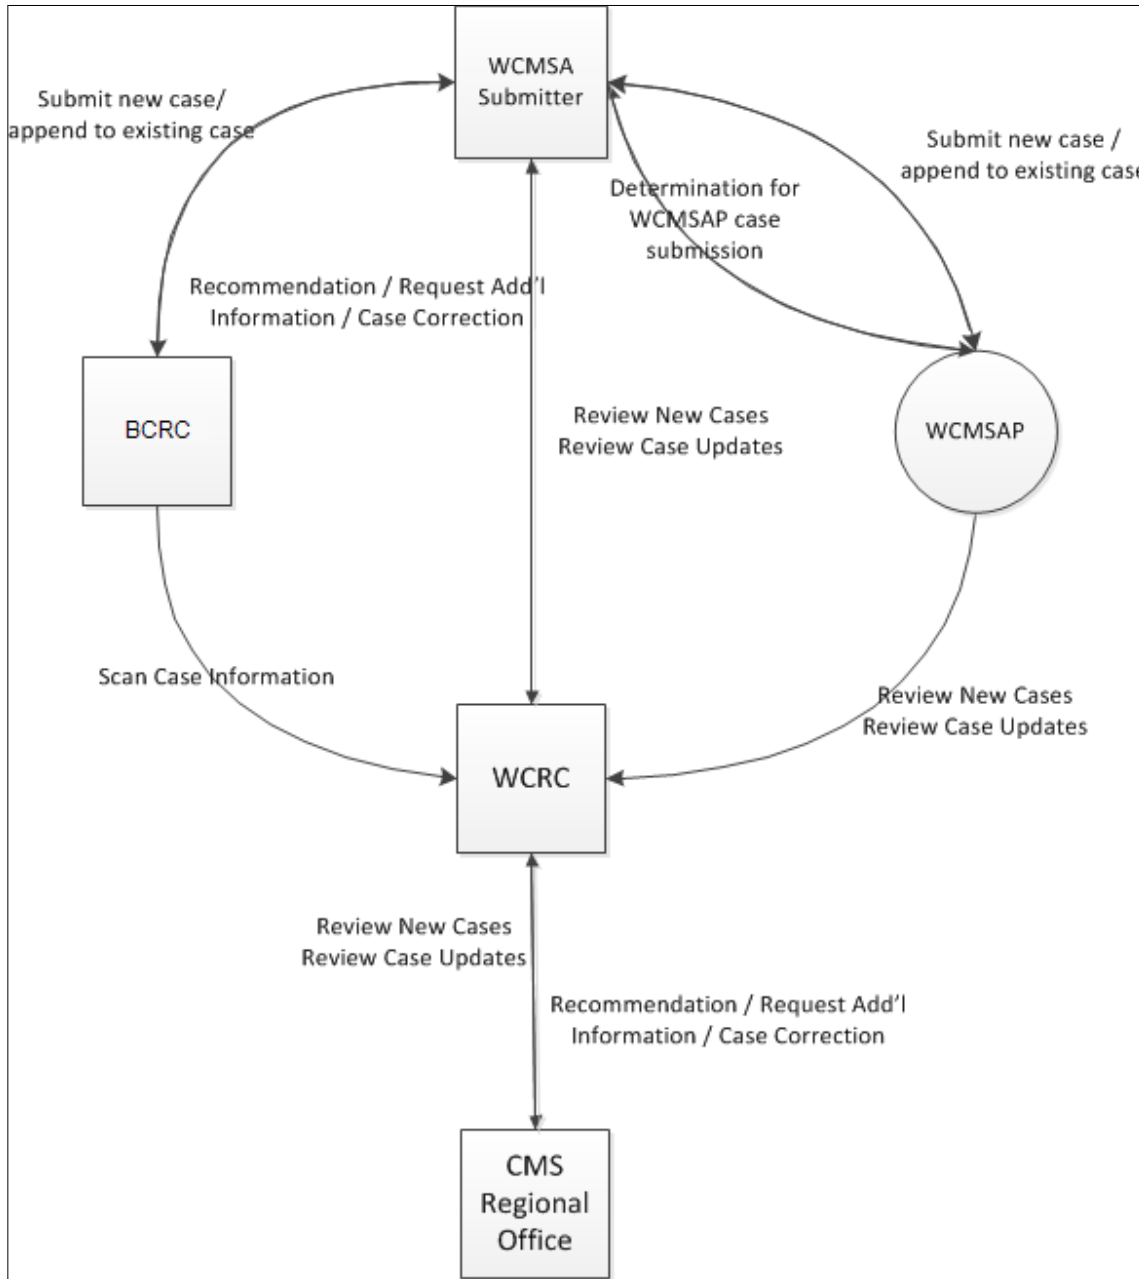 WCMSA
Submitter
Submit new case/
append to existing case
Submit new case /
append to existing case
Determination for
WCMSAP case
submission
Recommendation / Request Add'l
Information / Case Correction
BCRC
Review New Cases
Review Case Updates
WCMSAP
Scan Case Information
Review New Cases
Review Case Updates
WCRC
Review New Cases
Review Case Updates
Recommendation / Request Add'l
Information / Case Correction
CMS
Regional
Office